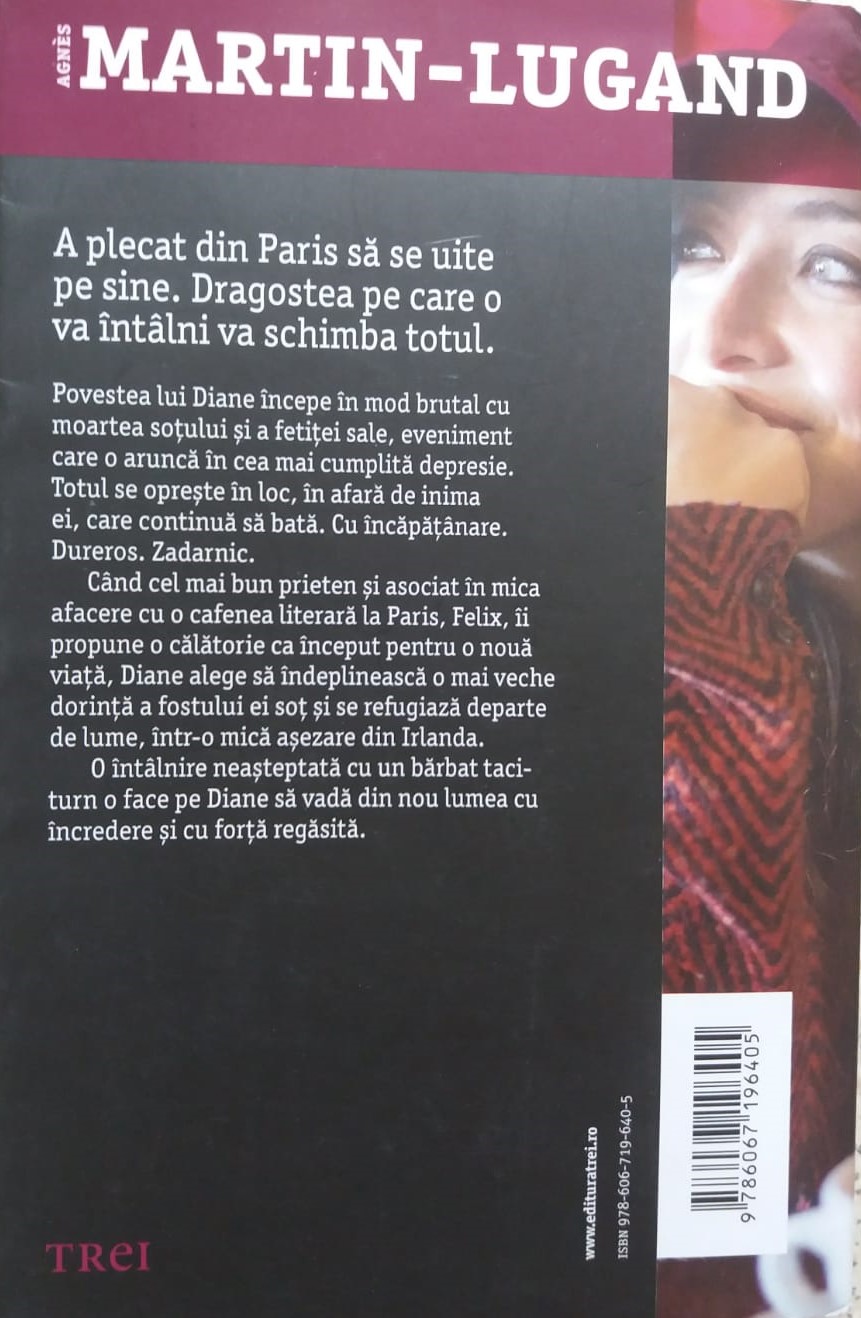 AGNÈS
MARTIN-LUGAND
A plecat din Paris să se uite
pe sine. Dragostea pe care o
va întâlni va schimba totul.
Povestea lui Diane începe în mod brutal cu
moartea soțului și a fetiței sale, eveniment
care o aruncă în cea mai cumplită depresie.
Totul se oprește în loc, în afară de inima
ei, care continuă să bată. Cu încăpățânare.
Dureros. Zadarnic.
Când cel mai bun prieten și asociat în mica
afacere cu o cafenea literară la Paris, Felix, îi
propune o călătorie ca început pentru o nouă
viață, Diane alege să îndeplinească o mai veche
dorință a fostului ei soț și se refugiază departe
de lume, într-o mică așezare din Irlanda.
O întâlnire neașteptată cu un bărbat taci-
turn o face pe Diane să vadă din nou lumea cu
încredere și cu forță regăsită.
www.edituratrei.ro
ISBN 978-606-719-640-5
9 786067 196405
TREI